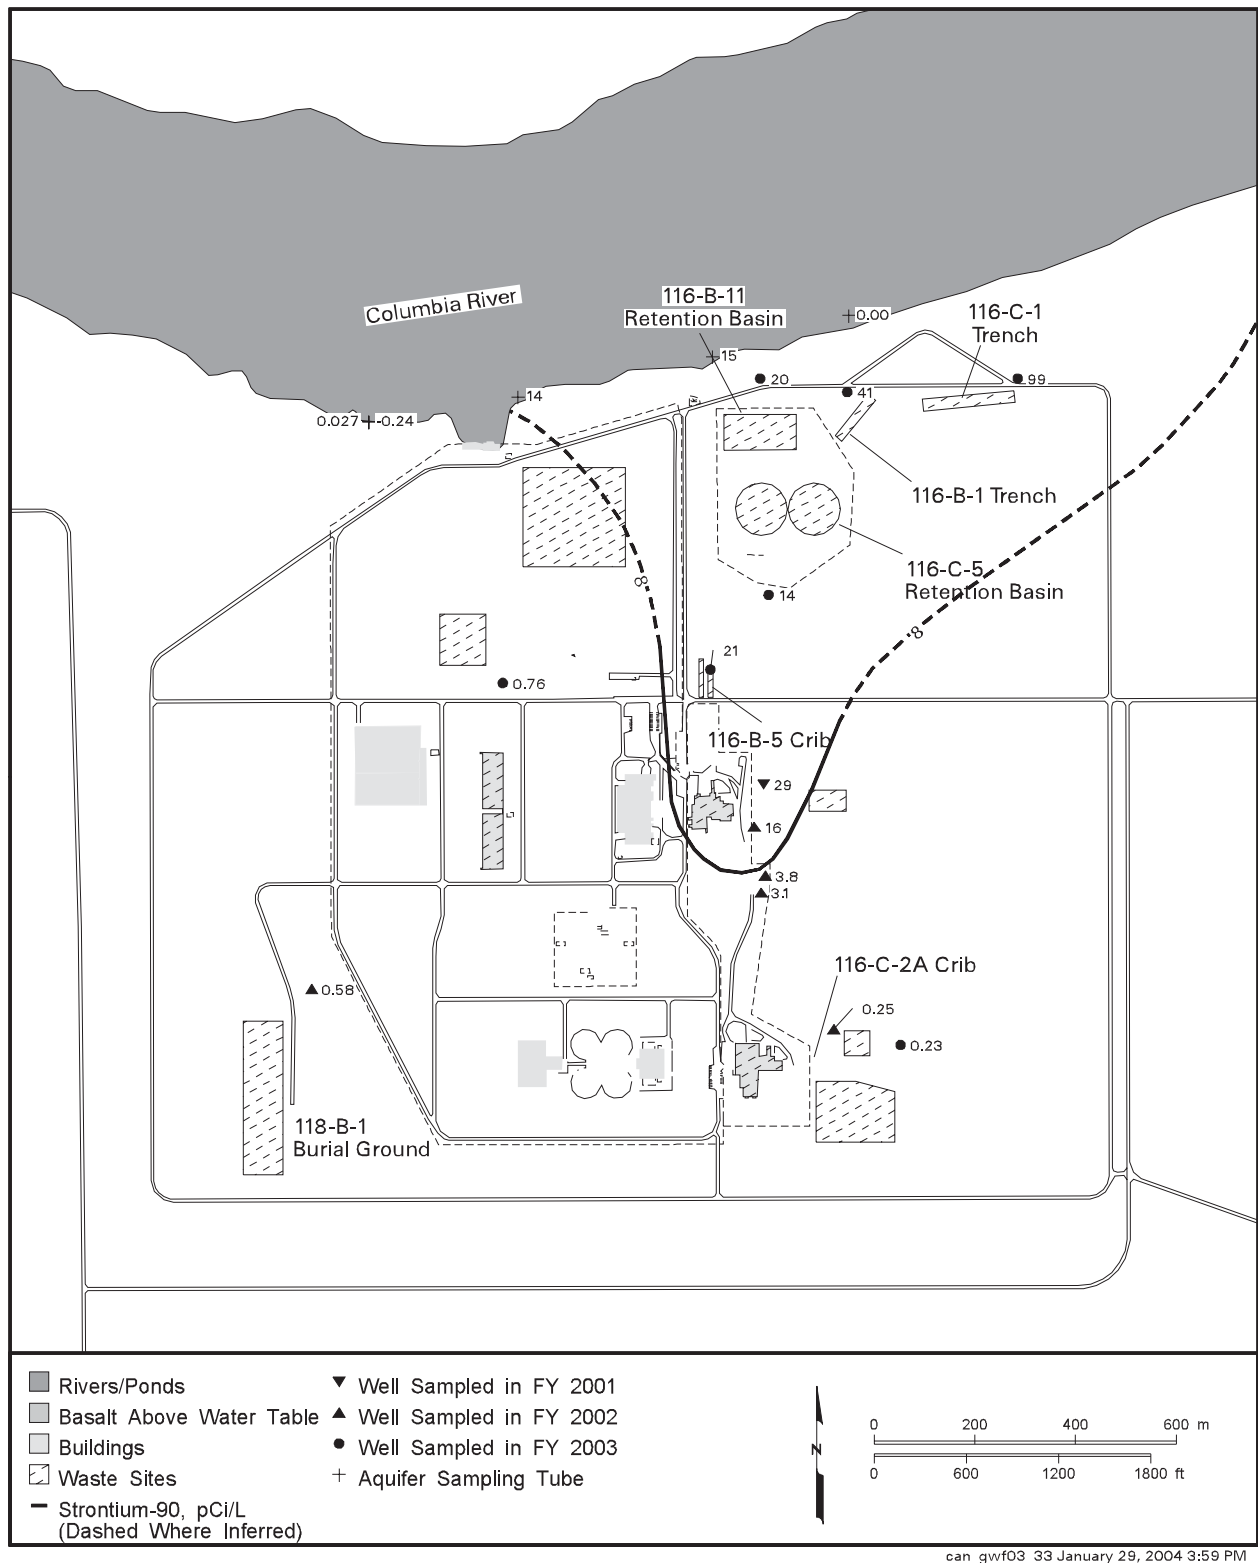 Columbia River
116-B-11
Retention Basin
0.00
116-C-1
Trench
15
20
99
41
14
0.027
-0.24
116-B-1 Trench
8
116-C-5
Retention Basin
14
8
21
0.76
116-B-5 Crib
29
16
3.8
3.1
116-C-2A Crib
0.58
0.25
0.23
118-B-1
Burial Ground
Rivers/Ponds
Basalt Above Water Table
Buildings
Waste Sites
Strontium-90, pCi/L
(Dashed Where Inferred)
Well Sampled in FY 2001
Well Sampled in FY 2002
Well Sampled in FY 2003
Aquifer Sampling Tube
N
0 200 400 600 m
0 600 1200 1800 ft
can_gwf03_33 January 29, 2004 3:59 PM